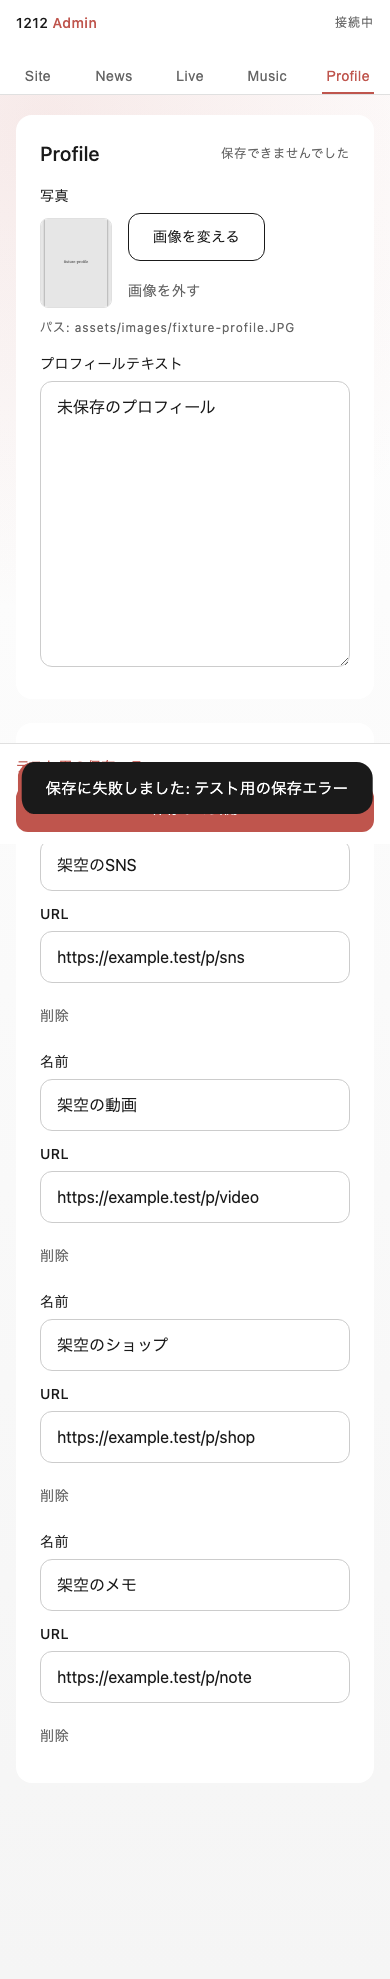 1212 Admin
接続中
Site
News
Live
Music
Profile
Profile
保存できませんでした
写真
fixture profile
画像を変える
画像を外す
パス: assets/images/fixture-profile.JPG
プロフィールテキスト
未保存のプロフィール
保存に失敗しました: テスト用の保存エラー
架空のSNS
URL
https://example.test/p/sns
削除
名前
架空の動画
URL
https://example.test/p/video
削除
名前
架空のショップ
URL
https://example.test/p/shop
削除
名前
架空のメモ
URL
https://example.test/p/note
削除